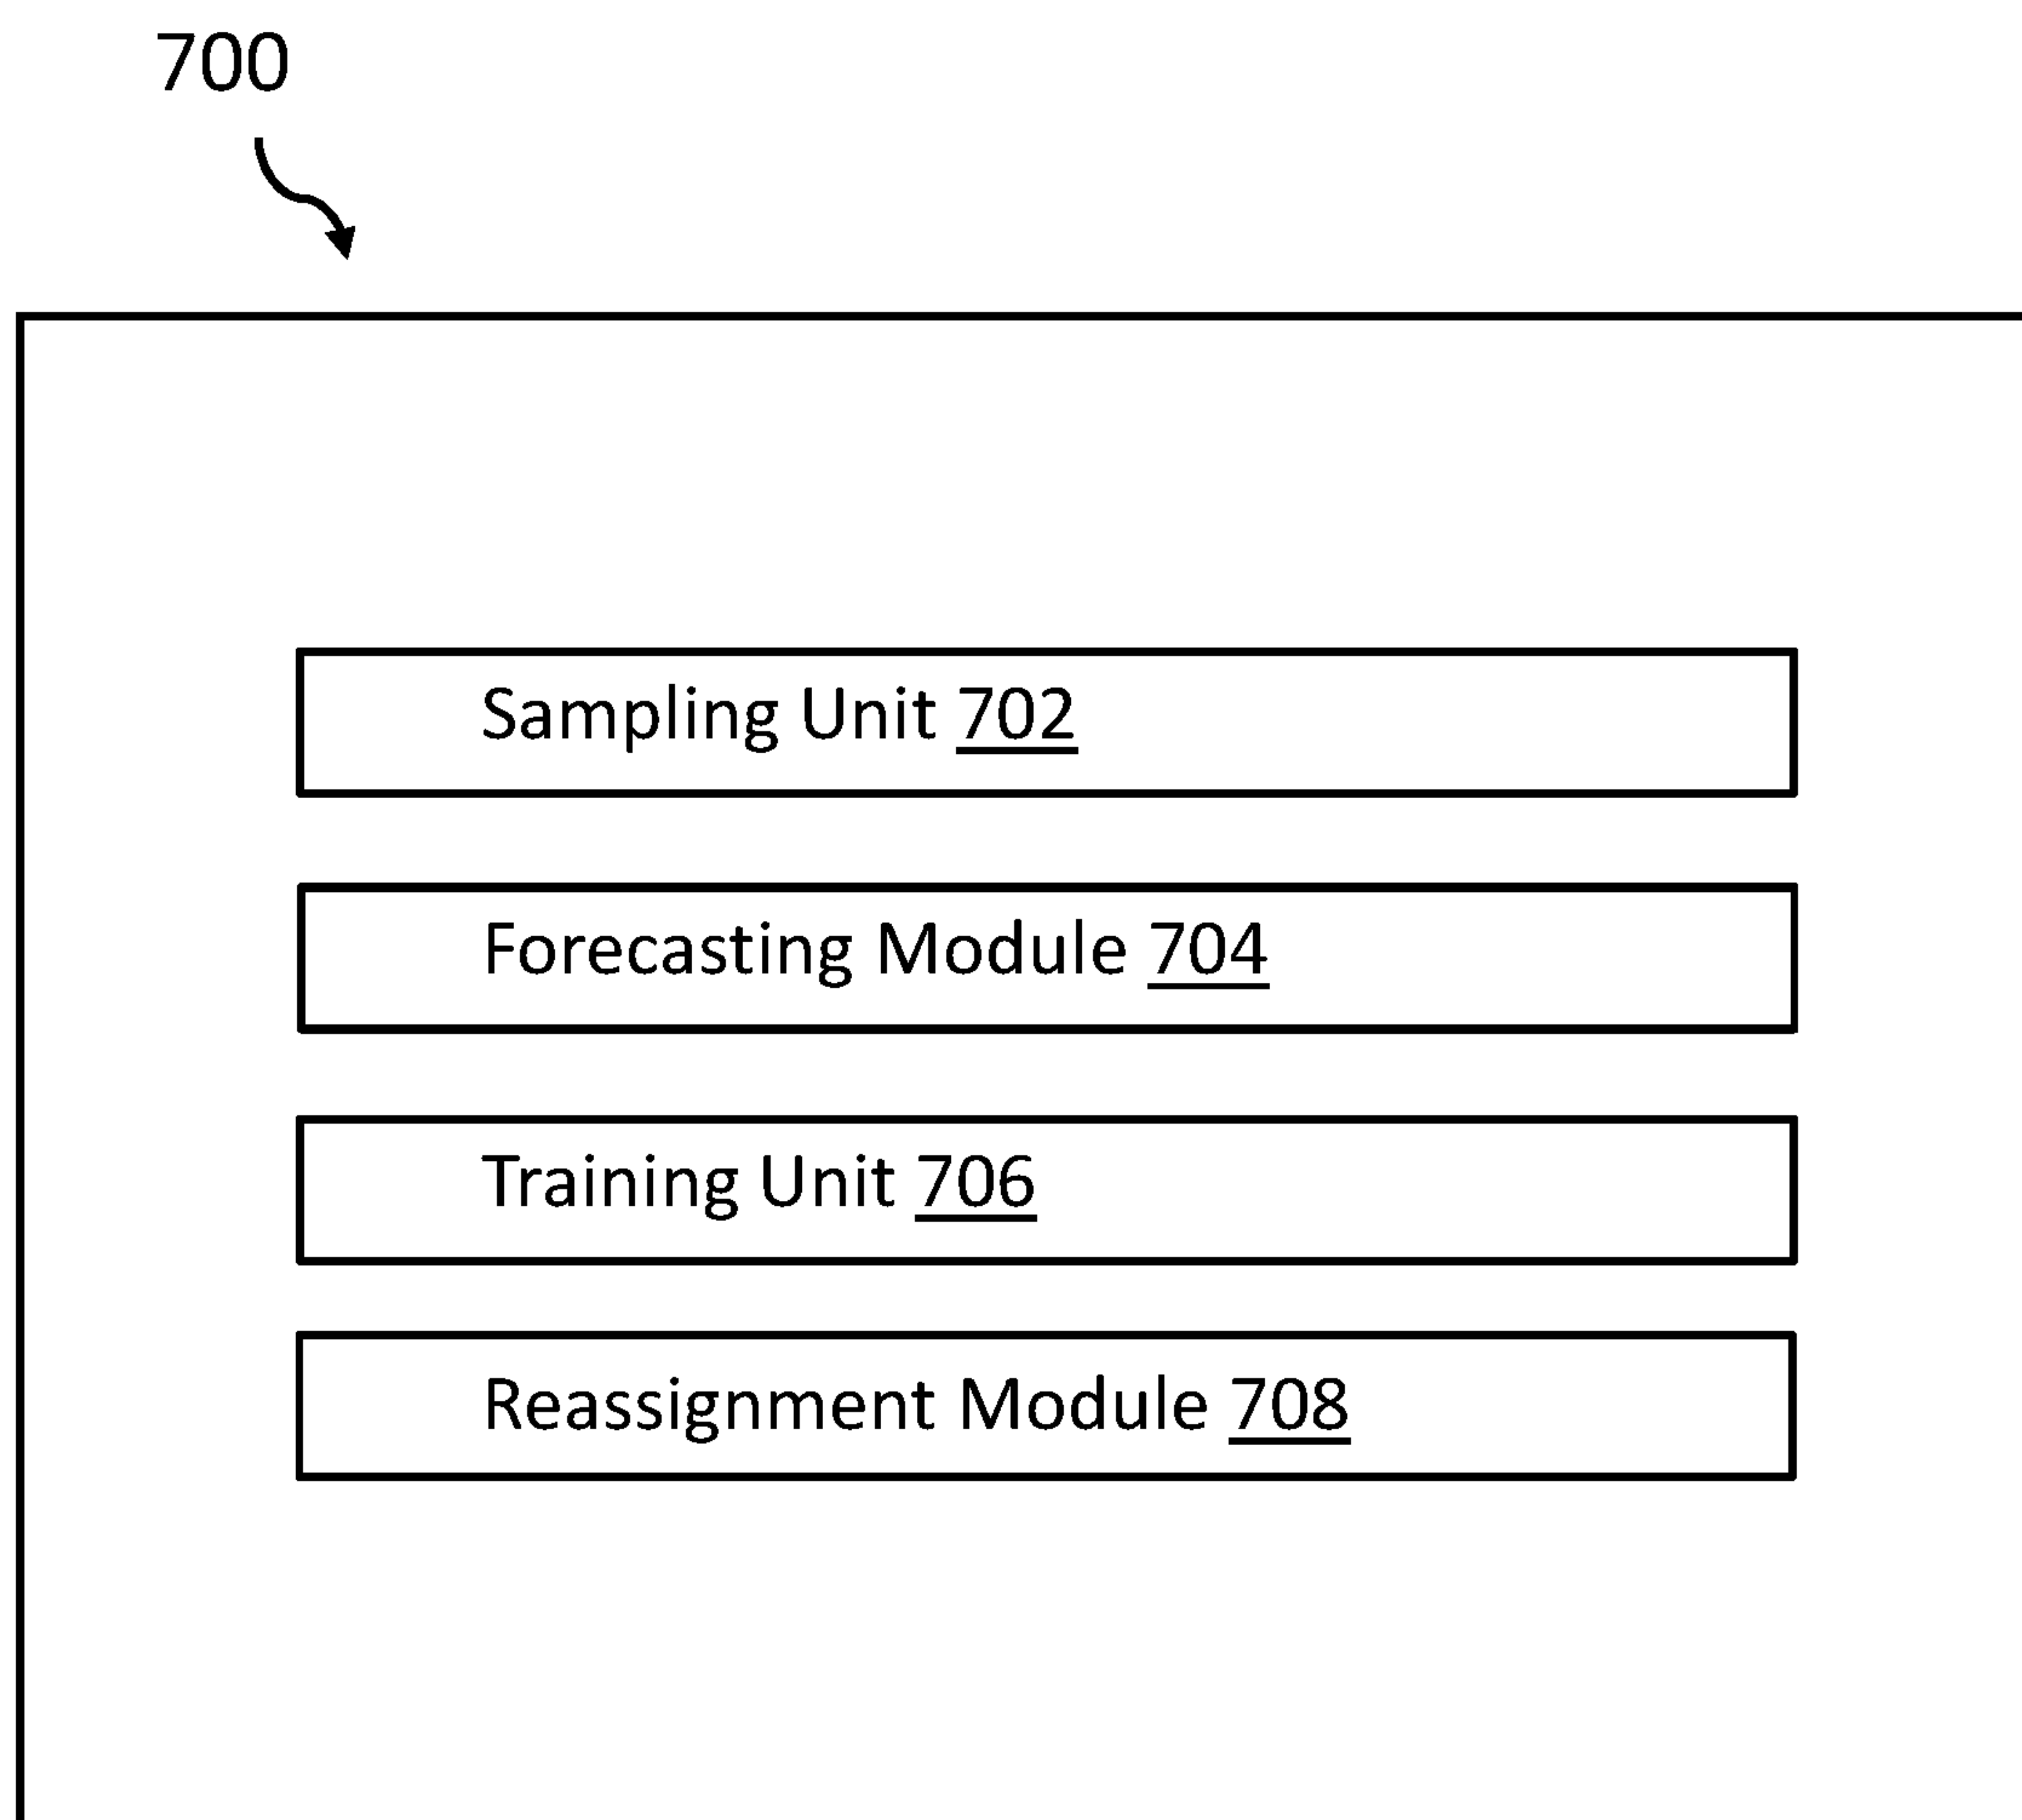 700
Sampling Unit 702
Forecasting Module 704
Training Unit 706
Reassignment Module 708